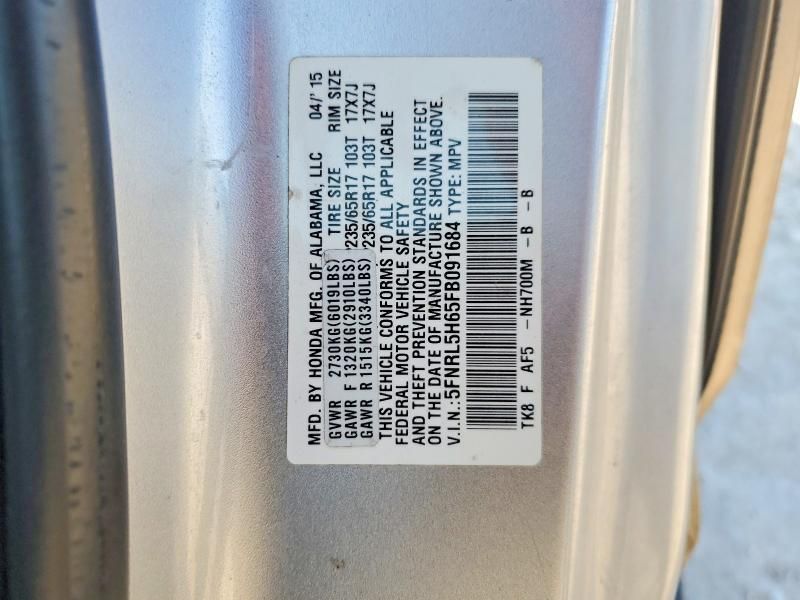 MFD. BY HONDA MFG. OF ALABAMA, LLC 04/' 15
GVWR 2730KG(6019LBS) TIRE SIZE RIM SIZE
GAWR F 1320KG(2910LBS) 235/65R17 103T 17X7J
GAWR R 1515KG(3340LBS) 235/65R17 103T 17X7J
THIS VEHICLE CONFORMS TO ALL APPLICABLE
FEDERAL MOTOR VEHICLE SAFETY
AND THEFT PREVENTION STANDARDS IN EFFECT
ON THE DATE OF MANUFACTURE SHOWN ABOVE.
V.I.N.:5FNRL5H65FB091684 TYPE: MPV
TK8 F AF5 -NH700M -B -B